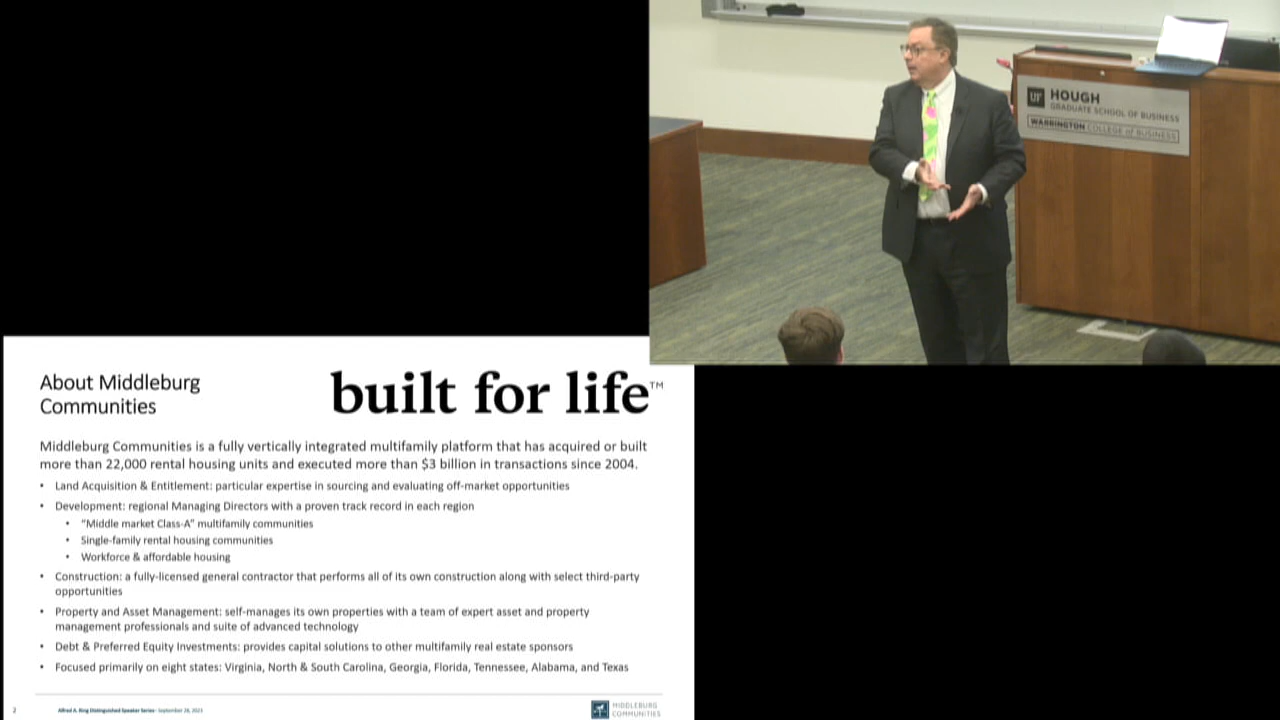 UF HOUGH
GRADUATE SCHOOL OF BUSINESS
WARRINGTON COLLEGE of BUSINESS
About Middleburg
Communities
built for life™
Middleburg Communities is a fully vertically integrated multifamily platform that has acquired or built
more than 22,000 rental housing units and executed more than $3 billion in transactions since 2004.
• Land Acquisition & Entitlement: particular expertise in sourcing and evaluating off-market opportunities
• Development: regional Managing Directors with a proven track record in each region
• "Middle market Class-A" multifamily communities
• Single-family rental housing communities
• Workforce & affordable housing
• Construction: a fully-licensed general contractor that performs all of its own construction along with select third-party
opportunities
• Property and Asset Management: self-manages its own properties with a team of expert asset and property
management professionals and suite of advanced technology
• Debt & Preferred Equity Investments: provides capital solutions to other multifamily real estate sponsors
• Focused primarily on eight states: Virginia, North & South Carolina, Georgia, Florida, Tennessee, Alabama, and Texas
2
Alfred A. Ring Distinguished Speaker Series - September 28, 2023
MIDDLEBURG
COMMUNITIES